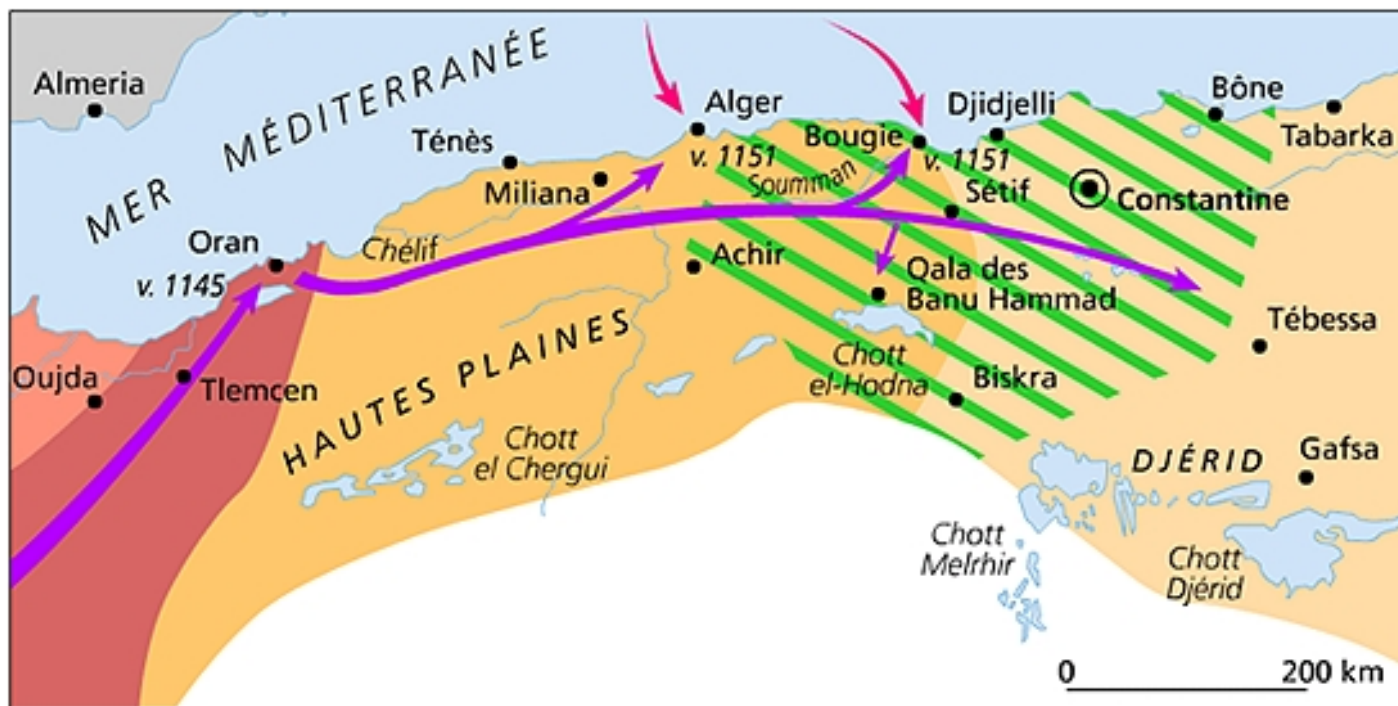 Almeria
MER MÉDITERRANÉE
Alger
v. 1151
Bougie
v. 1151
Djidjelli
Bône
Tabarka
Ténès
Miliana
Soumman
Sétif
Constantine
Oran
v. 1145
Chélif
Achir
Qala des
Banu Hammad
Tébessa
Oujda
Tlemcen
HAUTES PLAINES
Chott
el-Hodna
Biskra
Chott
el Chergui
DJÉRID
Gafsa
Chott
Melrhir
Chott
Djérid
0 200 km